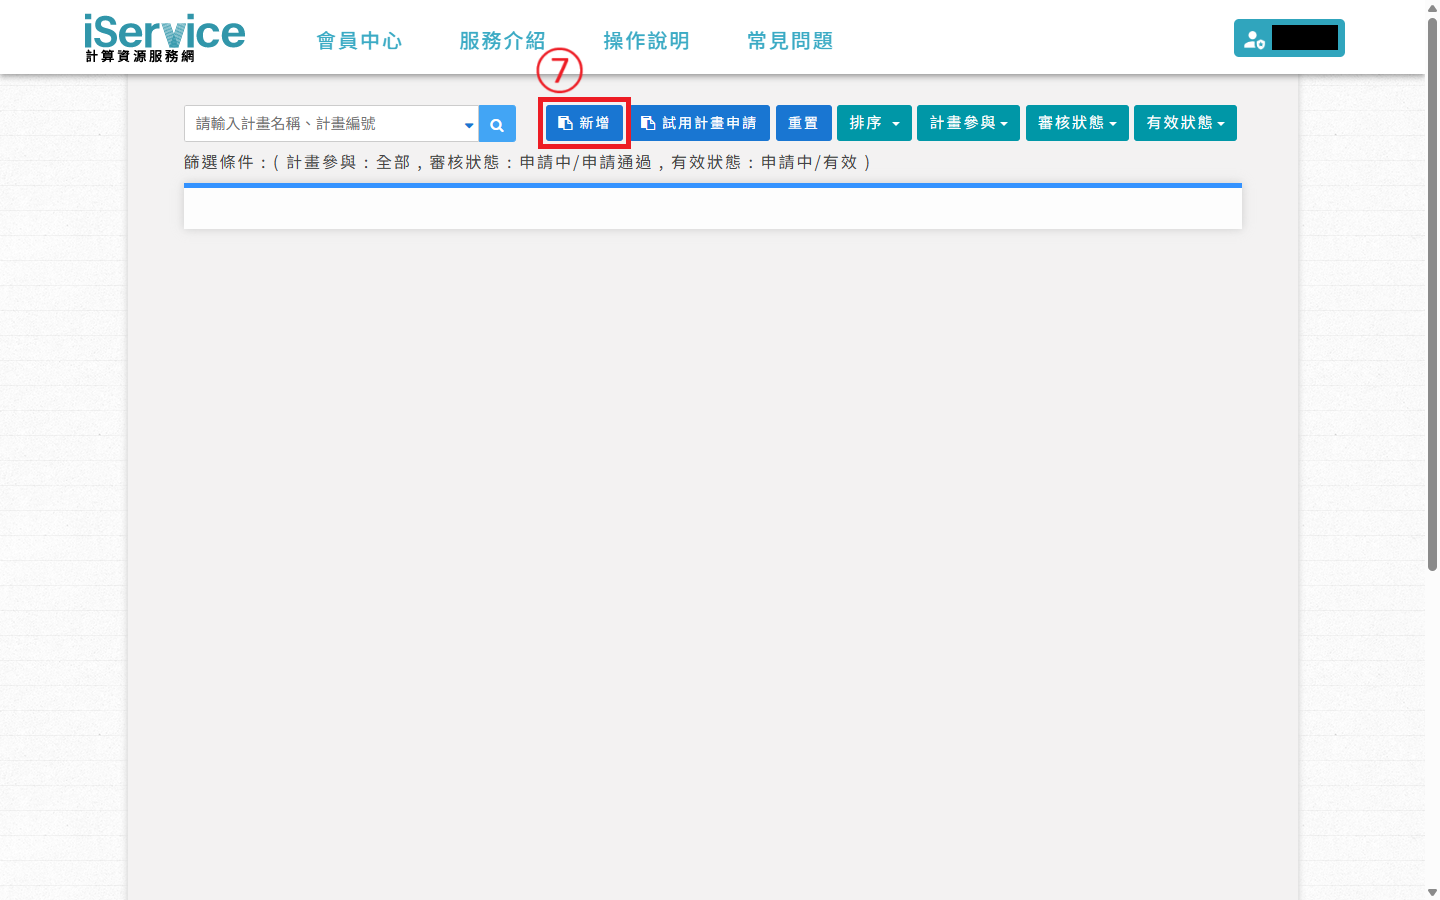 iService
計算資源服務網
會員中心 服務介紹 操作說明 常見問題
⑦
請輸入計畫名稱、計畫編號 新增 試用計畫申請 重置 排序 計畫參與 審核狀態 有效狀態
篩選條件 : ( 計畫參與 : 全部 , 審核狀態 : 申請中/申請通過 , 有效狀態 : 申請中/有效 )